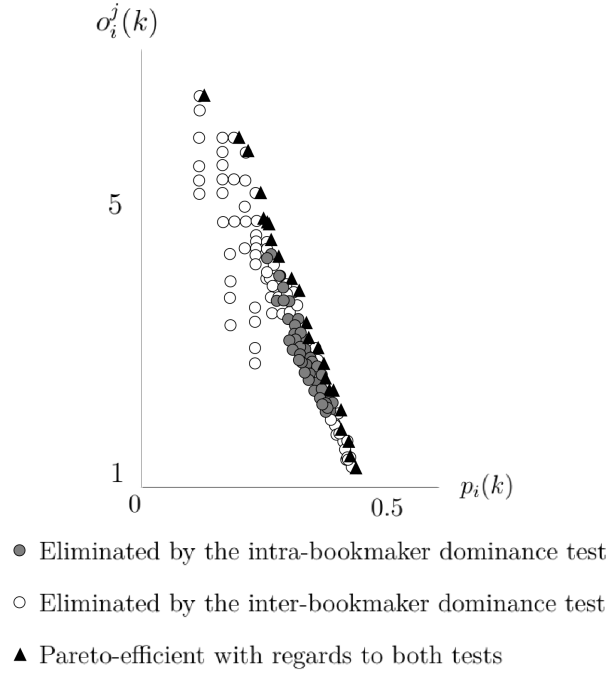 o_i^j(k)
5
1
p_i(k)
0
0.5
Eliminated by the intra-bookmaker dominance test
Eliminated by the inter-bookmaker dominance test
Pareto-efficient with regards to both tests